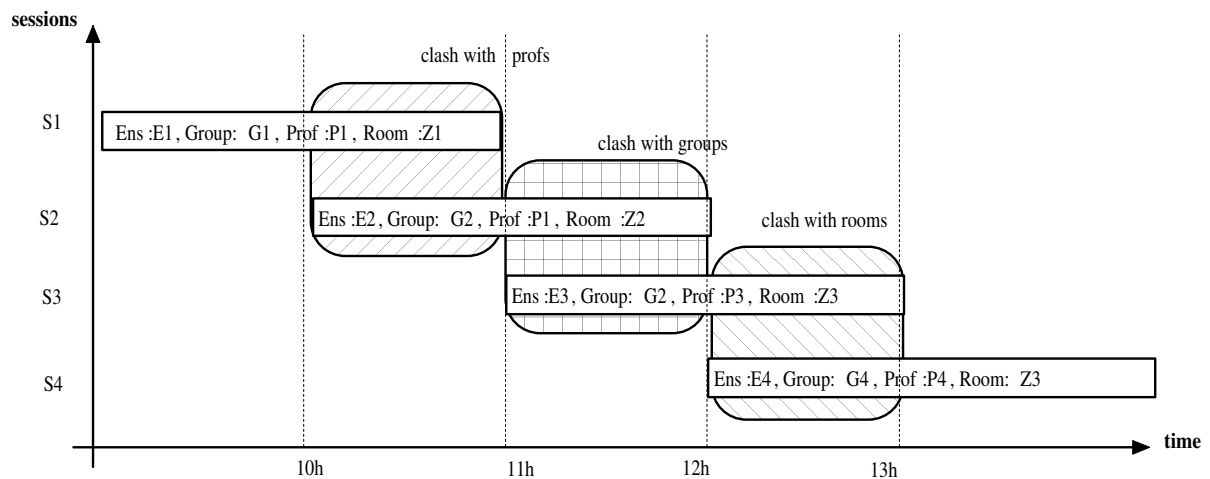 sessions
clash with profs
S1
Ens :E1, Group: G1, Prof :P1, Room :Z1
clash with groups
S2
Ens :E2, Group: G2, Prof :P1, Room :Z2
clash with rooms
S3
Ens :E3, Group: G2, Prof :P3, Room :Z3
S4
Ens :E4, Group: G4, Prof :P4, Room: Z3
time
10h 11h 12h 13h